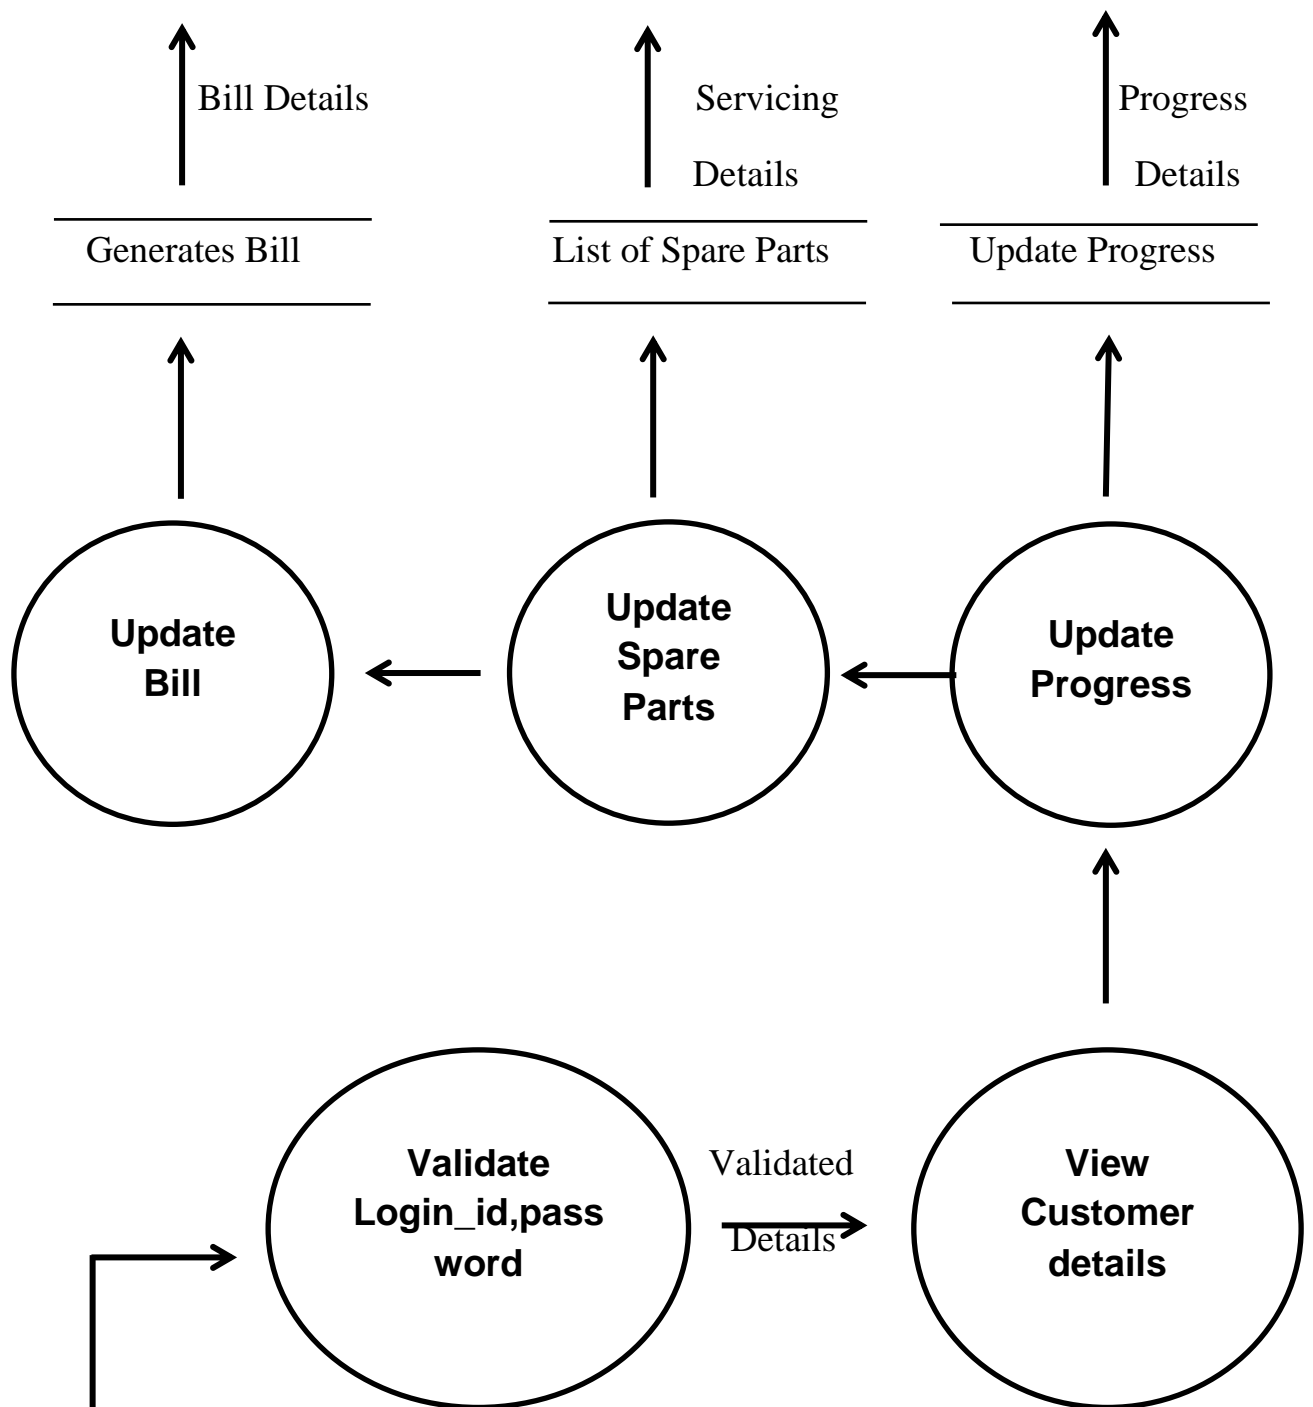 Bill Details
Servicing
Details
Progress
Details
Generates Bill
List of Spare Parts
Update Progress
Update
Bill
Update
Spare
Parts
Update
Progress
Validate
Login_id,pass
word
Validated
Details
View
Customer
details